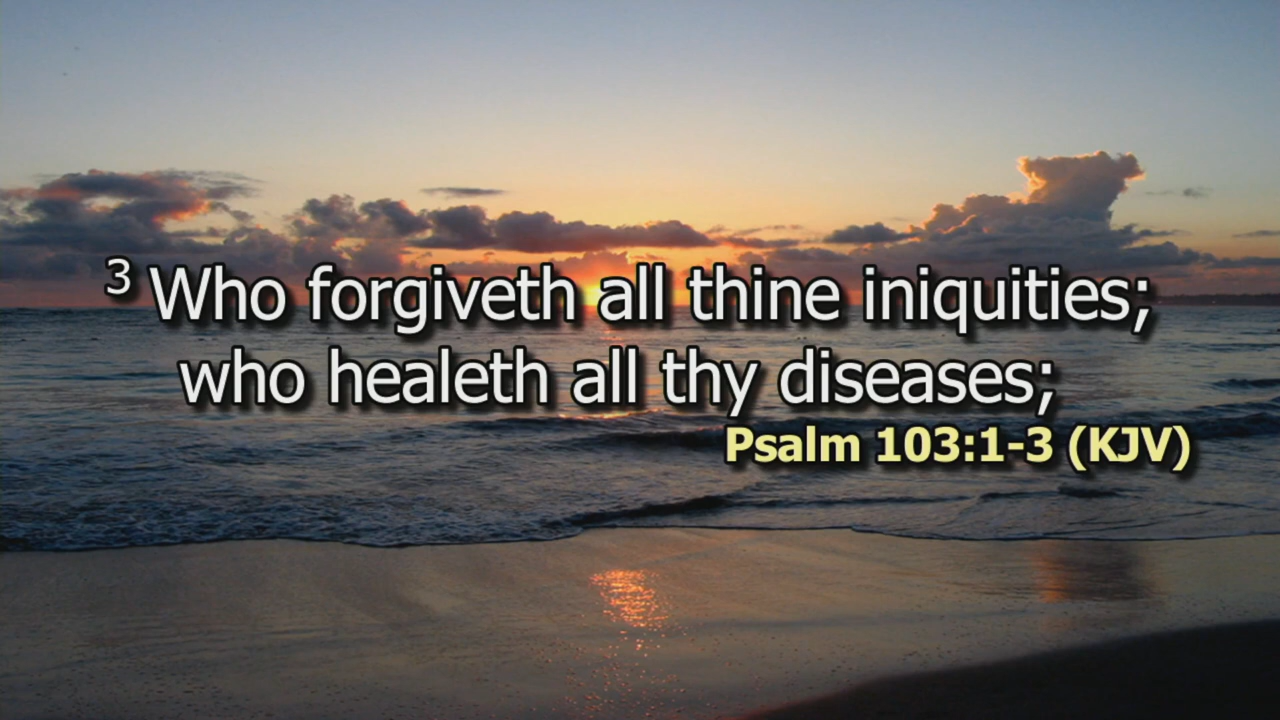 3 Who forgiveth all thine iniquities;
who healeth all thy diseases;
Psalm 103:1-3 (KJV)